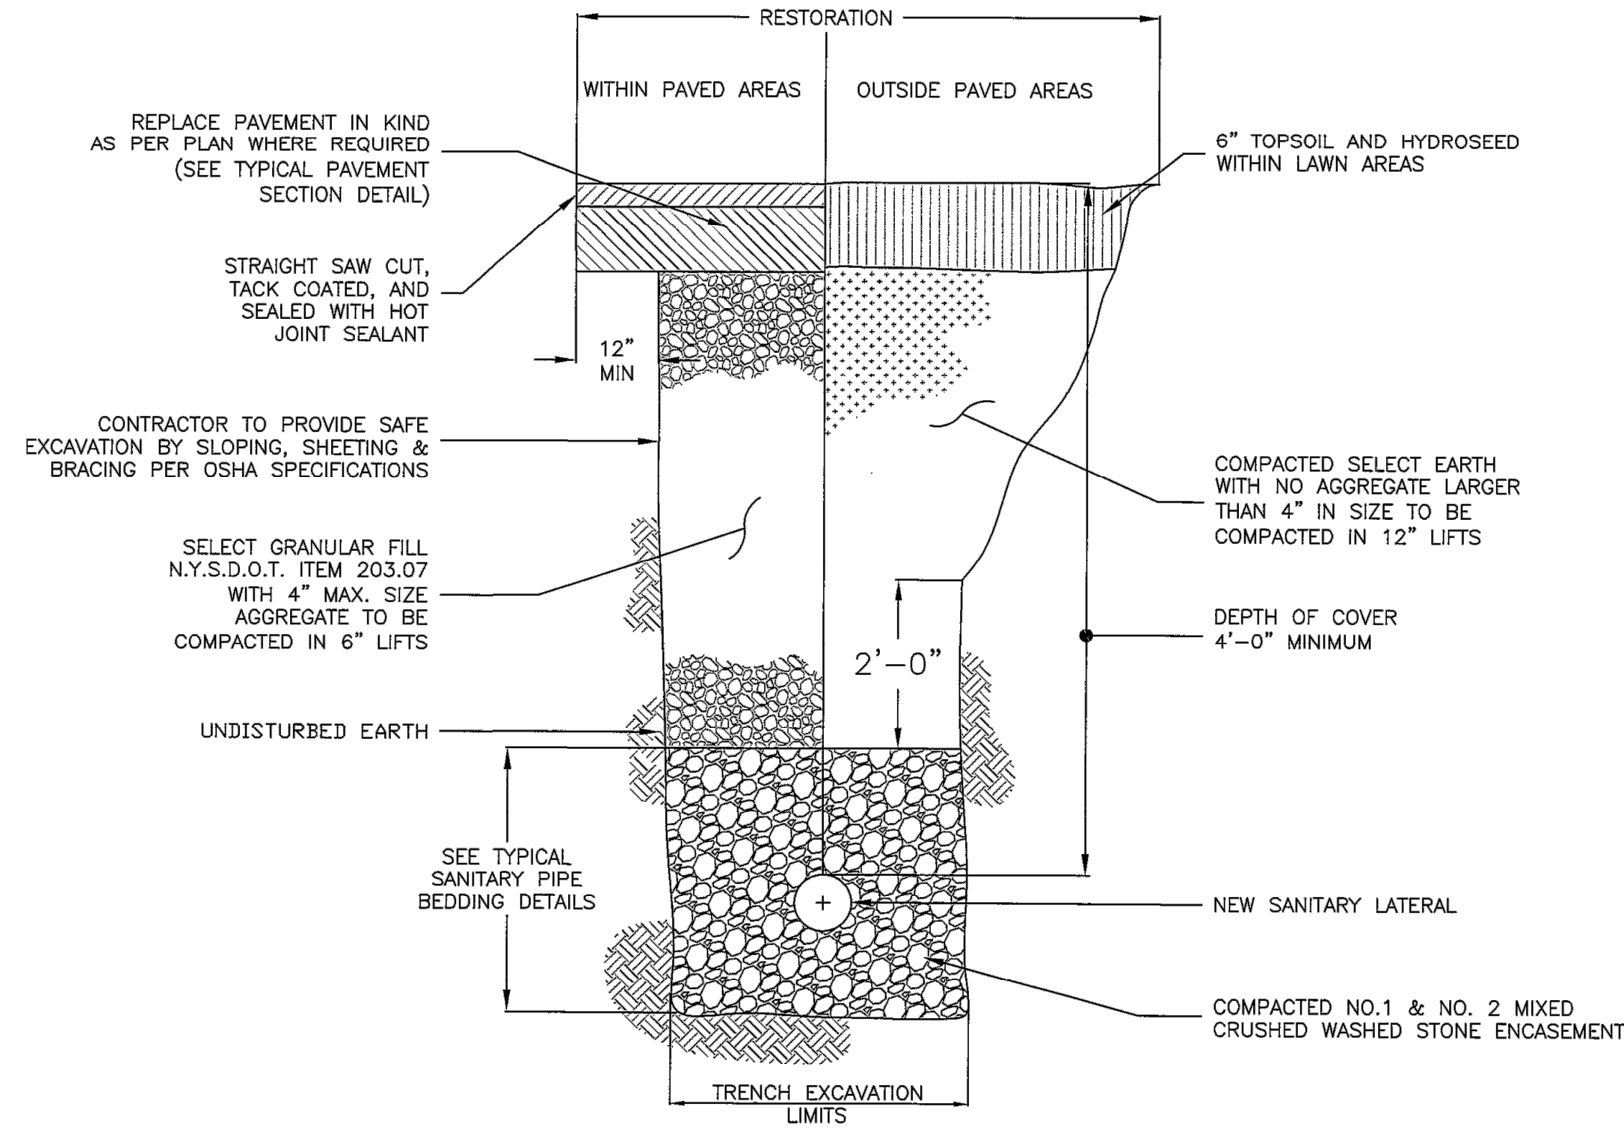 RESTORATION
WITHIN PAVED AREAS
OUTSIDE PAVED AREAS
REPLACE PAVEMENT IN KIND
AS PER PLAN WHERE REQUIRED
(SEE TYPICAL PAVEMENT
SECTION DETAIL)
6" TOPSOIL AND HYDROSEED
WITHIN LAWN AREAS
STRAIGHT SAW CUT,
TACK COATED, AND
SEALED WITH HOT
JOINT SEALANT
12"
MIN
CONTRACTOR TO PROVIDE SAFE
EXCAVATION BY SLOPING, SHEETING &
BRACING PER OSHA SPECIFICATIONS
COMPACTED SELECT EARTH
WITH NO AGGREGATE LARGER
THAN 4" IN SIZE TO BE
COMPACTED IN 12" LIFTS
SELECT GRANULAR FILL
N.Y.S.D.O.T. ITEM 203.07
WITH 4" MAX. SIZE
AGGREGATE TO BE
COMPACTED IN 6" LIFTS
DEPTH OF COVER
4'-0" MINIMUM
2'-0"
UNDISTURBED EARTH
SEE TYPICAL
SANITARY PIPE
BEDDING DETAILS
NEW SANITARY LATERAL
COMPACTED NO.1 & NO. 2 MIXED
CRUSHED WASHED STONE ENCASEMENT
TRENCH EXCAVATION
LIMITS